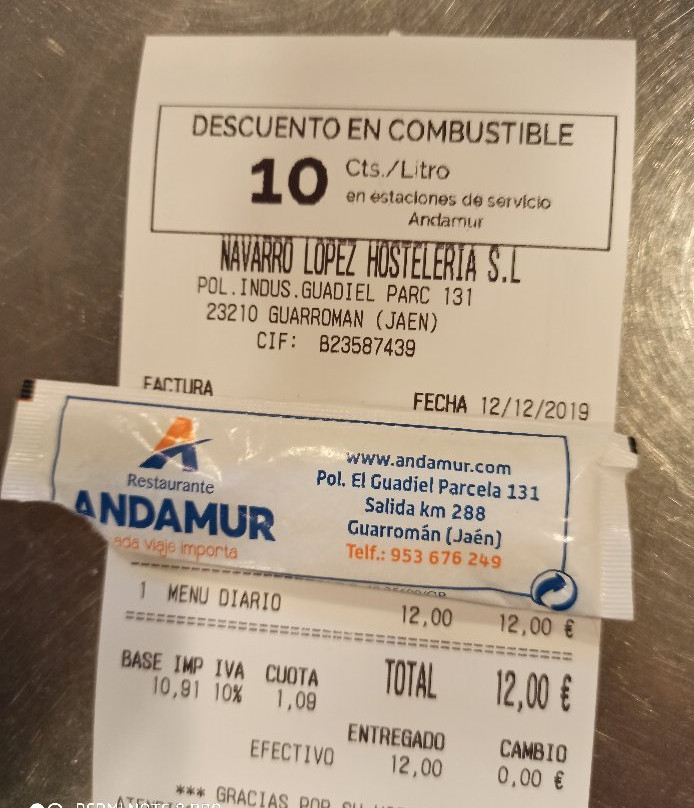 DESCUENTO EN COMBUSTIBLE
10 Cts./Litro
en estaciones de servicio
Andamur
NAVARRO LOPEZ HOSTELERIA S.L
POL.INDUS.GUADIEL PARC 131
23210 GUARROMAN (JAEN)
CIF: B23587439
FACTURA FECHA 12/12/2019
Restaurante
ANDAMUR
ada viaje importa
www.andamur.com
Pol. El Guadiel Parcela 131
Salida km 288
Guarromán (Jaén)
Telf.: 953 676 249
1 MENU DIARIO 12,00 12,00 €
BASE IMP IVA CUOTA TOTAL 12,00 €
10,91 10% 1,09
ENTREGADO CAMBIO
EFECTIVO 12,00 0,00 €
*** GRACIAS POR SU